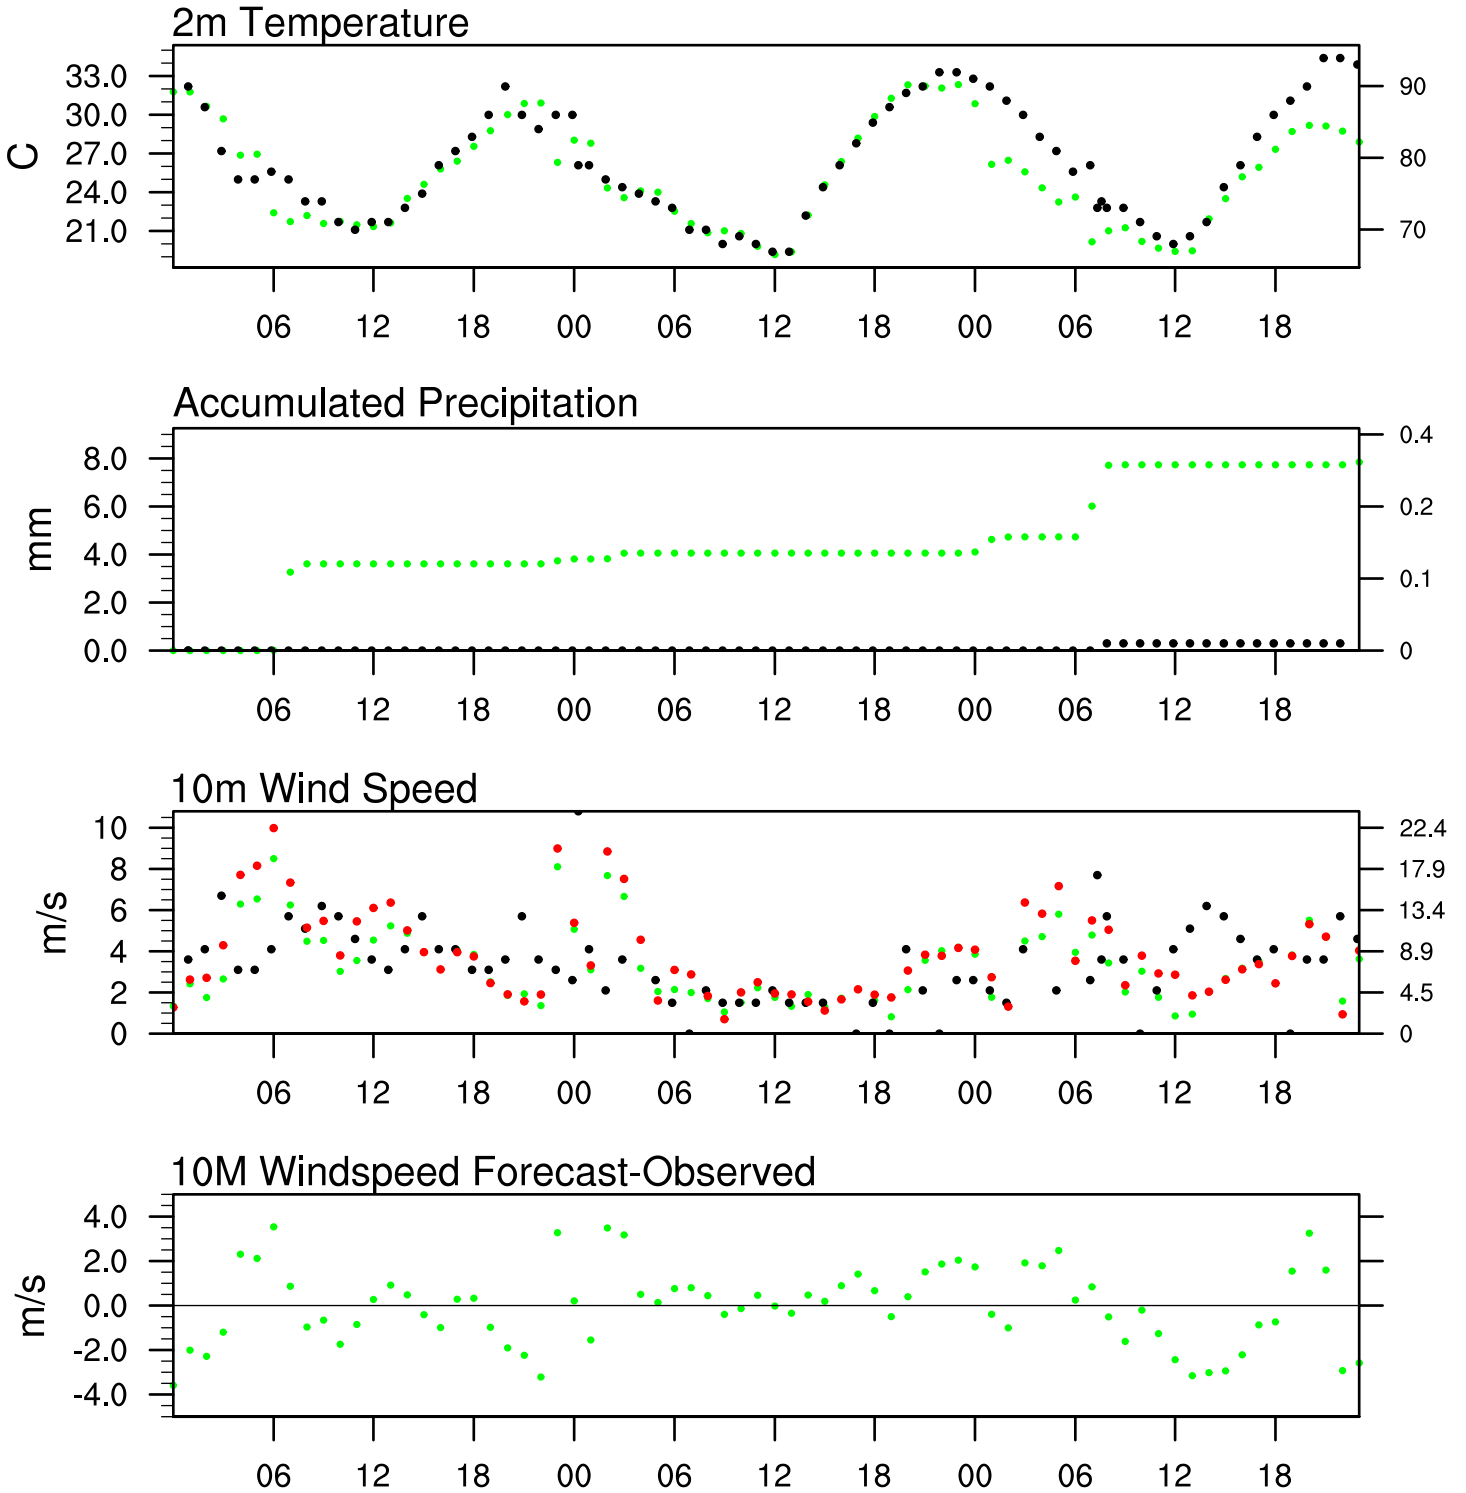 2m Temperature
33.0
30.0
27.0
24.0
21.0
C
90
80
70
06 12 18 00 06 12 18 00 06 12 18
Accumulated Precipitation
8.0
6.0
4.0
2.0
0.0
mm
0.4
0.2
0.1
0
06 12 18 00 06 12 18 00 06 12 18
10m Wind Speed
10
8
6
4
2
0
m/s
22.4
17.9
13.4
8.9
4.5
0
06 12 18 00 06 12 18 00 06 12 18
10M Windspeed Forecast-Observed
4.0
2.0
0.0
-2.0
-4.0
m/s
06 12 18 00 06 12 18 00 06 12 18